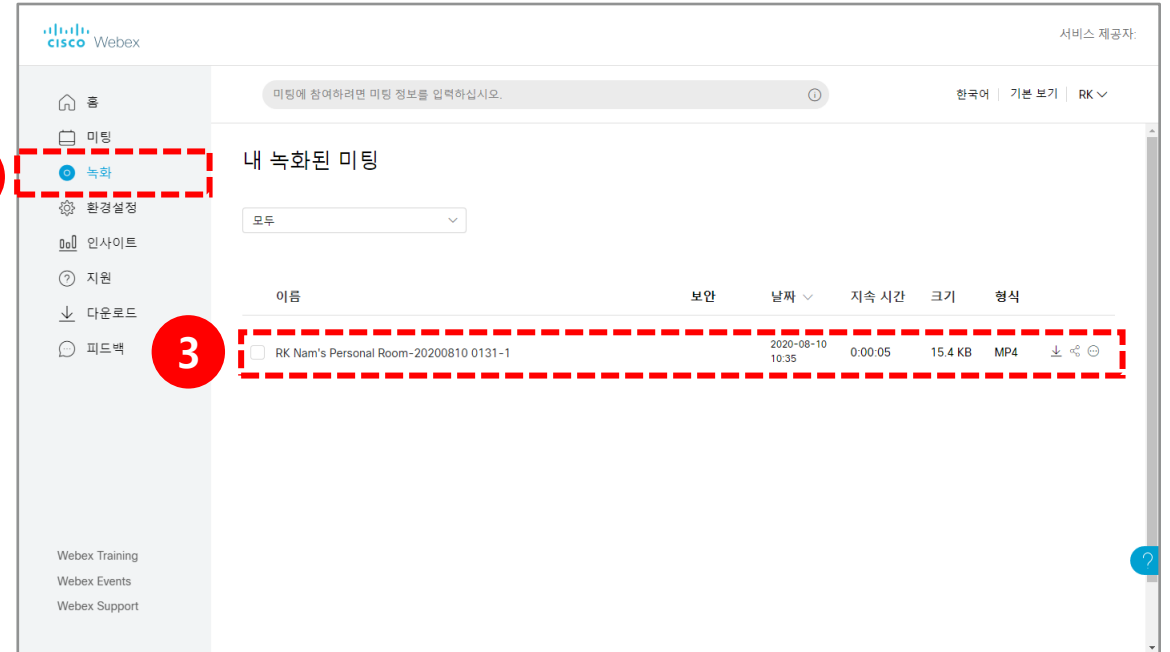 CISCO Webex
서비스 제공자:
미팅에 참여하려면 미팅 정보를 입력하십시오.
한국어 기본 보기 RK
홈
미팅
녹화
환경설정
인사이트
지원
다운로드
피드백
내 녹화된 미팅
모두
이름 보안 날짜 지속 시간 크기 형식
3
RK Nam's Personal Room-20200810 0131-1 2020-08-10 0:00:05 15.4 KB MP4
10:35
Webex Training
Webex Events
Webex Support
?